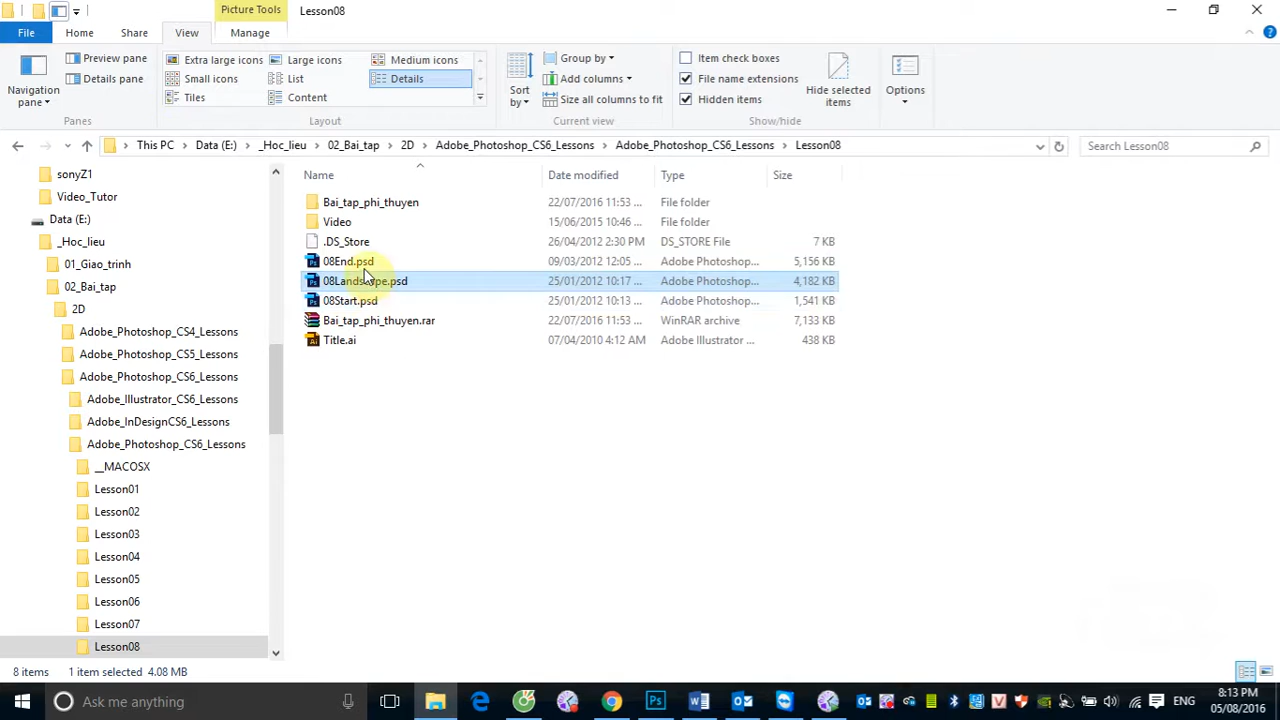 Picture Tools
Lesson08
File
Home
Share
View
Manage
Navigation pane
Preview pane
Details pane
Panes
Extra large icons
Large icons
Medium icons
Small icons
List
Details
Tiles
Content
Layout
Sort by
Group by
Add columns
Size all columns to fit
Current view
Item check boxes
File name extensions
Hidden items
Hide selected items
Show/hide
Options
This PC > Data (E:) > _Hoc_lieu > 02_Bai_tap > 2D > Adobe_Photoshop_CS6_Lessons > Adobe_Photoshop_CS6_Lessons > Lesson08
Search Lesson08
sonyZ1
Video_Tutor
Data (E:)
_Hoc_lieu
01_Giao_trinh
02_Bai_tap
2D
Adobe_Photoshop_CS4_Lessons
Adobe_Photoshop_CS5_Lessons
Adobe_Photoshop_CS6_Lessons
Adobe_Illustrator_CS6_Lessons
Adobe_InDesignCS6_Lessons
Adobe_Photoshop_CS6_Lessons
__MACOSX
Lesson01
Lesson02
Lesson03
Lesson04
Lesson05
Lesson06
Lesson07
Lesson08
Name Date modified Type Size
Bai_tap_phi_thuyen 22/07/2016 11:53 ... File folder
Video 15/06/2015 10:46 ... File folder
.DS_Store 26/04/2012 2:30 PM DS_STORE File 7 KB
08End.psd 09/03/2012 12:05 ... Adobe Photoshop... 5,156 KB
25/01/2012 10:17 ... Adobe Photoshop... 4,182 KB
08Start.psd 25/01/2012 10:13 ... Adobe Photoshop... 1,541 KB
Bai_tap_phi_thuyen.rar 22/07/2016 11:53 ... WinRAR archive 7,133 KB
Title.ai 07/04/2010 4:12 AM Adobe Illustrator ... 438 KB
8 items 1 item selected 4.08 MB
Ask me anything
ENG
8:13 PM
05/08/2016